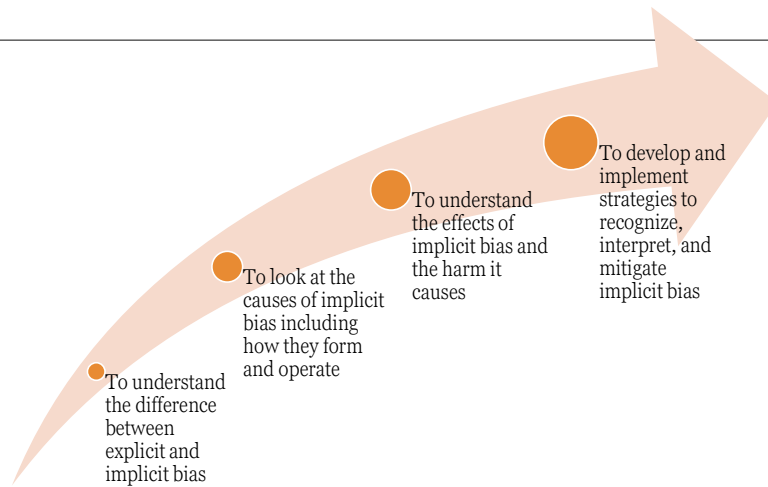 To understand
the difference
between
explicit and
implicit bias
To look at the
causes of implicit
bias including
how they form
and operate
To understand
the effects of
implicit bias and
the harm it
causes
To develop and
implement
strategies to
recognize,
interpret, and
mitigate
implicit bias